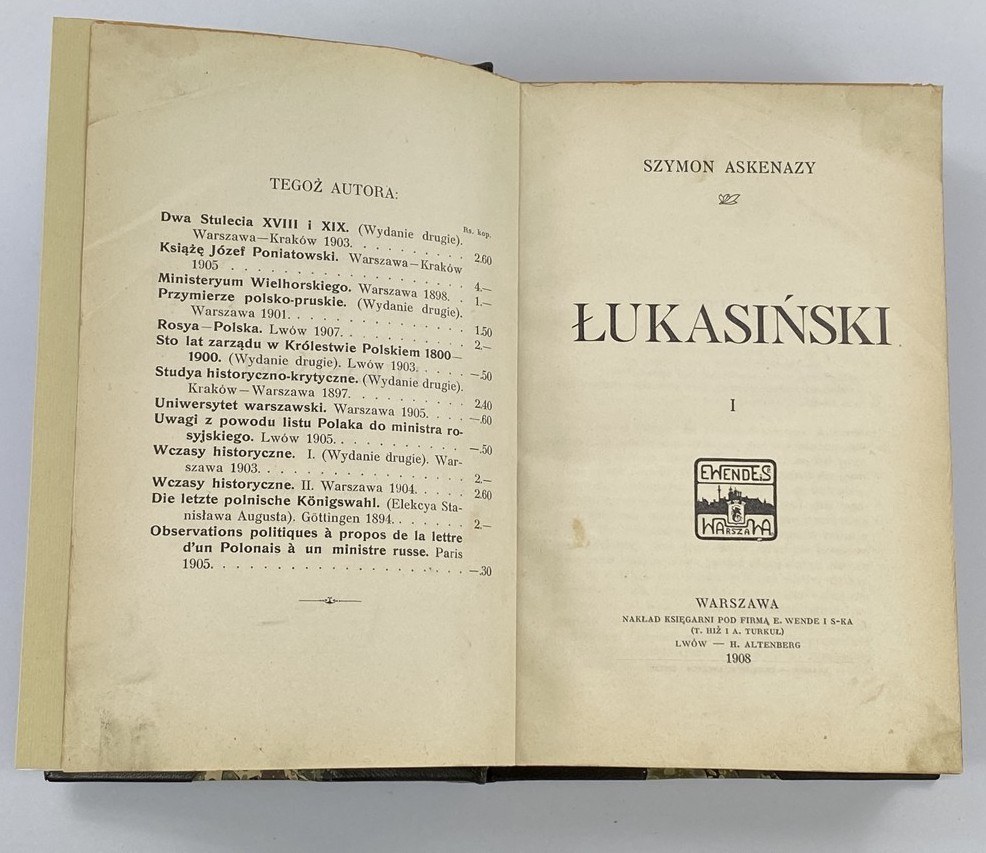 TEGOŻ AUTORA:
Rs. kop.
Dwa Stulecia XVIII i XIX. (Wydanie drugie).
Warszawa—Kraków 1903. . . . . . . . 2.60
Książę Józef Poniatowski. Warszawa—Kraków
1905 . . . . . . . . . . . . . . . 4.—
Ministeryum Wielhorskiego. Warszawa 1898. . 1.—
Przymierze polsko-pruskie. (Wydanie drugie).
Warszawa 1901. . . . . . . . . . . . 1.50
Rosya—Polska. Lwów 1907. . . . . . . . 2.—
Sto lat zarządu w Królestwie Polskiem 1800—
1900. (Wydanie drugie). Lwów 1903. . . . . —.50
Studya historyczno-krytyczne. (Wydanie drugie).
Kraków—Warszawa 1897. . . . . . . . 2.40
Uniwersytet warszawski. Warszawa 1905. . . . —.60
Uwagi z powodu listu Polaka do ministra ro-
syjskiego. Lwów 1905. . . . . . . . . —.50
Wczasy historyczne. I. (Wydanie drugie). War-
szawa 1903. . . . . . . . . . . . . 2.—
Wczasy historyczne. II. Warszawa 1904. . . . . 2.60
Die letzte polnische Königswahl. (Elekcya Sta-
nisława Augusta). Göttingen 1894. . . . . . 2.—
Observations politiques à propos de la lettre
d'un Polonais à un ministre russe. Paris
1905. . . . . . . . . . . . . . . . —.30
SZYMON ASKENAZY
ŁUKASIŃSKI
I
E WENDE i S
WARSZAWA
WARSZAWA
NAKŁAD KSIĘGARNI POD FIRMĄ E. WENDE I S-KA
(T. HIŻ I A. TURKUŁ)
LWÓW — H. ALTENBERG
1908